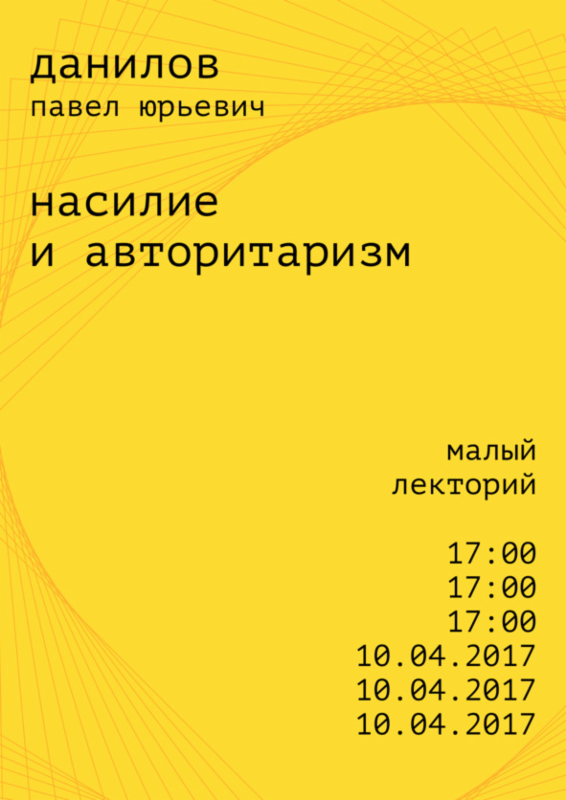 данилов
павел юрьевич
насилие
и авторитаризм
малый
лекторий
17:00
17:00
17:00
10.04.2017
10.04.2017
10.04.2017